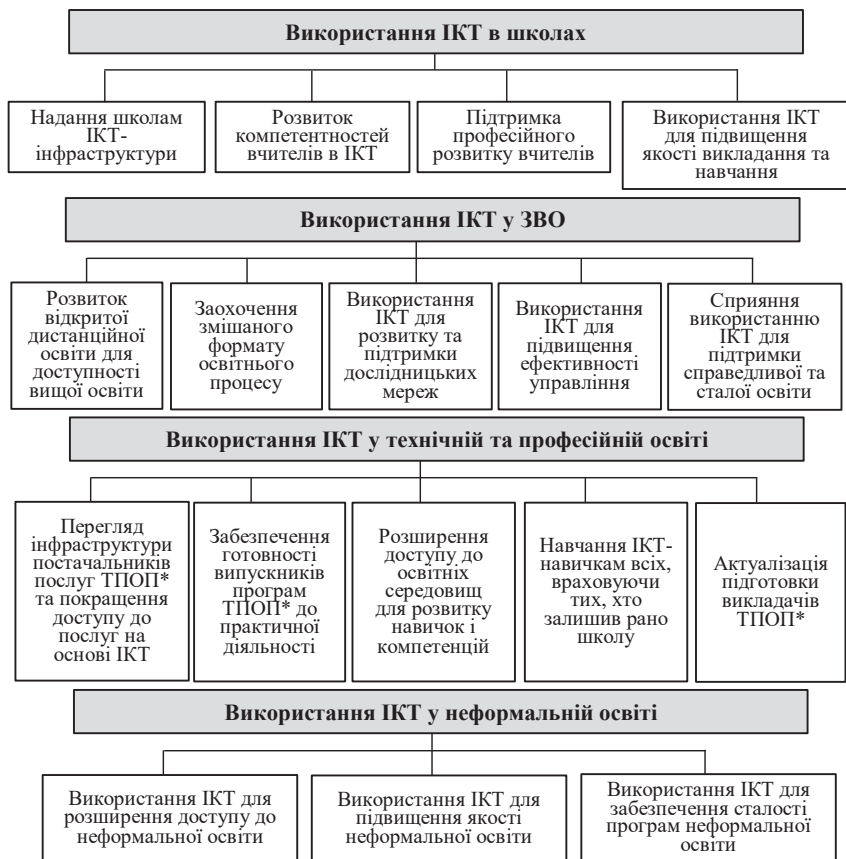 Використання ІКТ в школах
Надання школам
ІКТ-
інфраструктури
Розвиток
компетентностей
вчителів в ІКТ
Підтримка
професійного
розвитку вчителів
Використання ІКТ
для підвищення
якості викладання та
навчання
Використання ІКТ у ЗВО
Розвиток
відкритої
дистанційної
освіти для
доступності
вищої освіти
Заохочення
змішаного
формату
освітнього
процесу
Використання
ІКТ для
розвитку та
підтримки
дослідницьких
мереж
Використання
ІКТ для
підвищення
ефективності
управління
Сприяння
використанню
ІКТ для
підтримки
справедливої та
сталої освіти
Використання ІКТ у технічній та професійній освіті
Перегляд
інфраструктури
постачальників
послуг ТПОП*
та покращення
доступу до
послуг на
основі ІКТ
Забезпечення
готовності
випускників
програм
ТПОП* до
практичної
діяльності
Розширення
доступу до
освітніх
середовищ
для розвитку
навичок і
компетенцій
Навчання ІКТ-
навичкам всіх,
враховуючи
тих, хто
залишив рано
школу
Актуалізація
підготовки
викладачів
ТПОП*
Використання ІКТ у неформальній освіті
Використання ІКТ для
розширення доступу до
неформальної освіти
Використання ІКТ для
підвищення якості
неформальної освіти
Використання ІКТ для
забезпечення сталості
програм неформальної
освіти